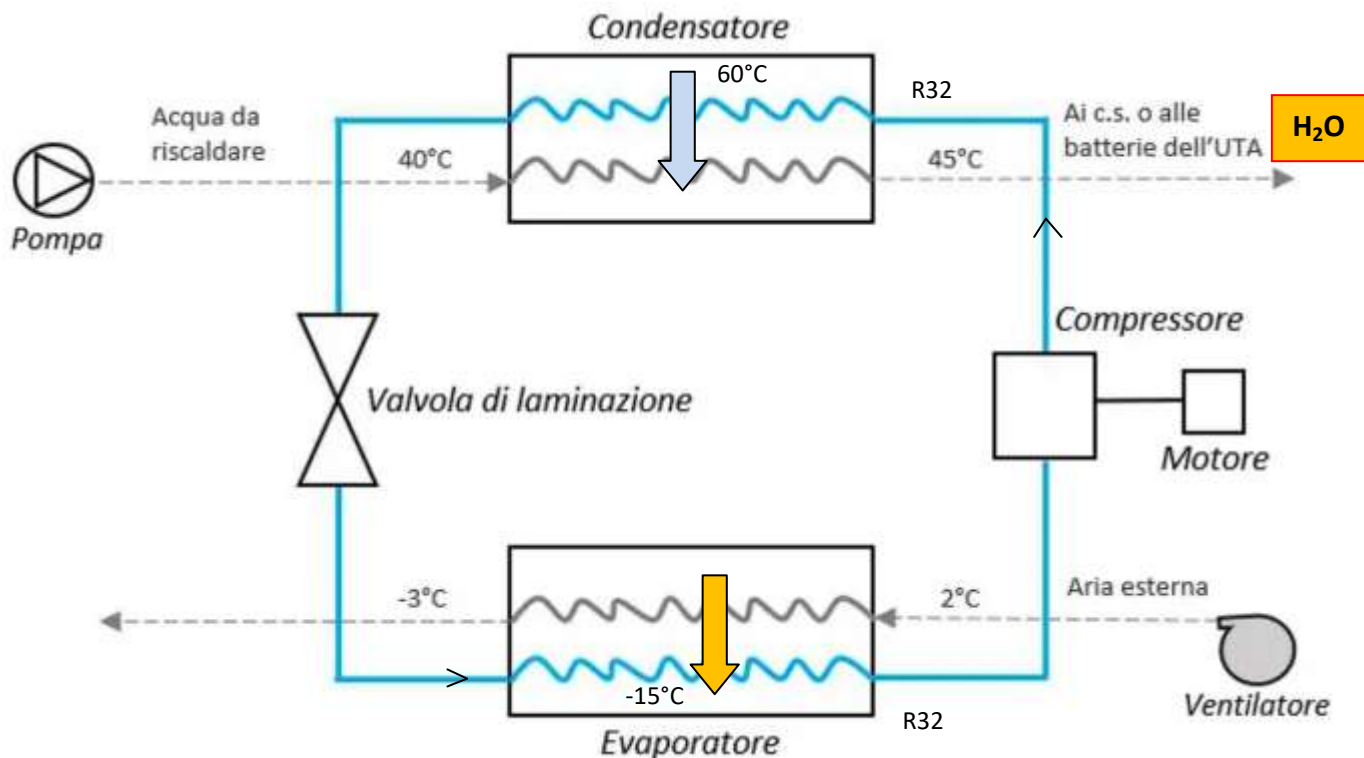 Condensatore
60°C
R32
Acqua da
riscaldare
40°C
45°C
Ai c.s. o alle
batterie dell'UTA
H₂O
Pompa
Compressore
Valvola di laminazione
Motore
-3°C
2°C
Aria esterna
-15°C
R32
Ventilatore
Evaporatore